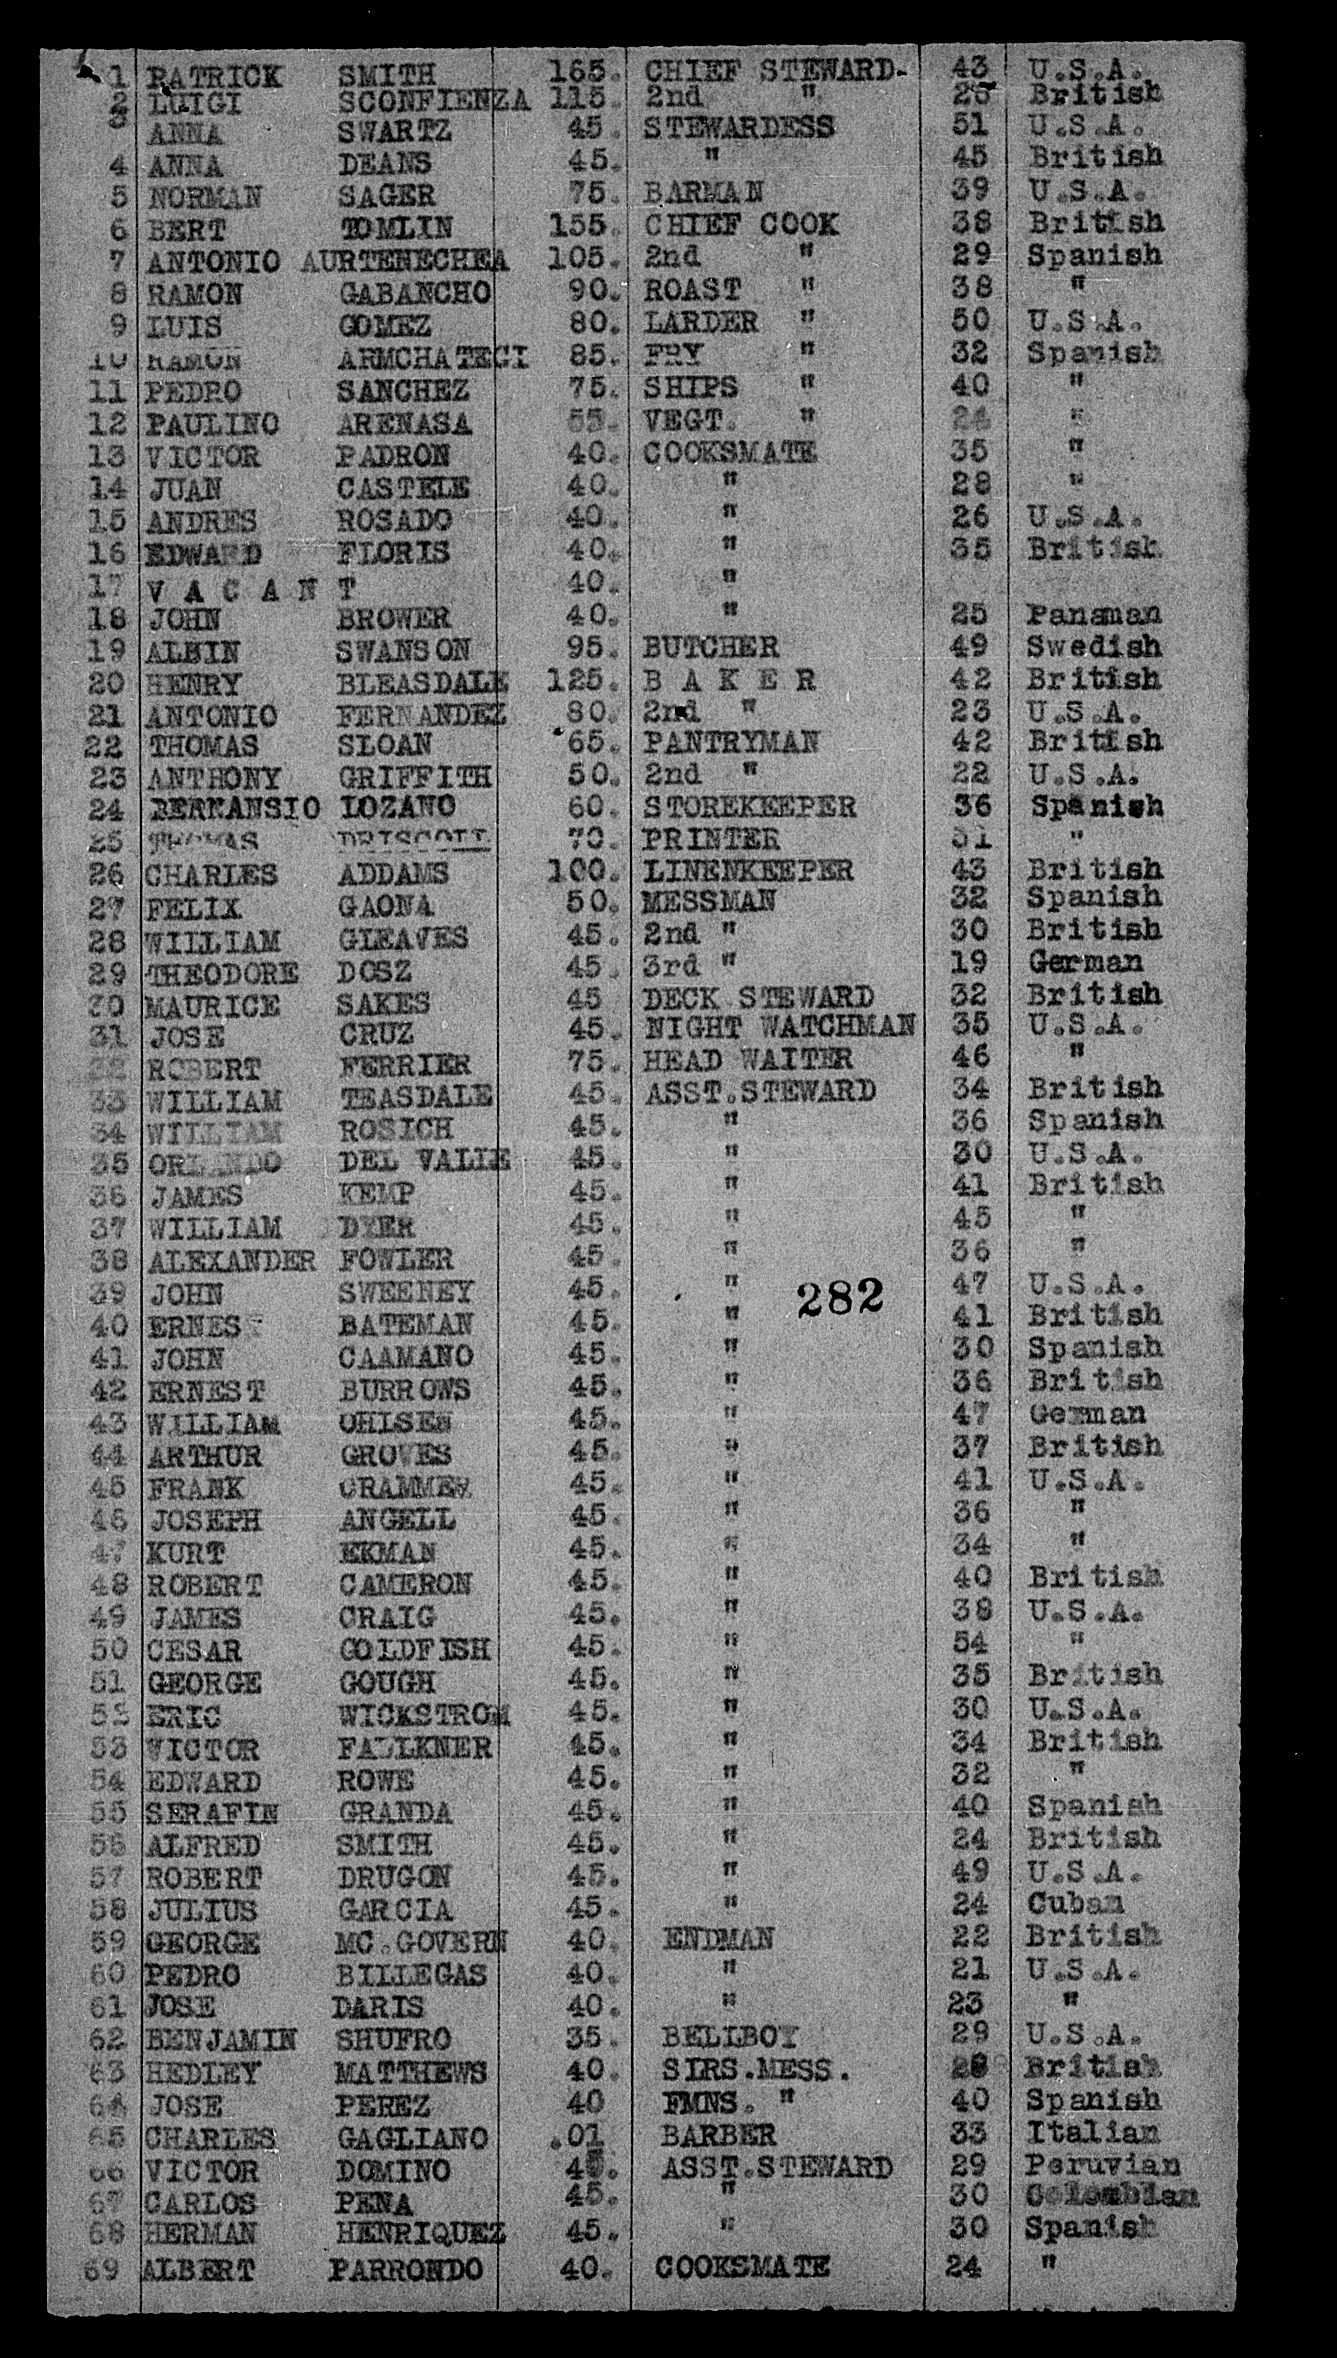 1 PATRICK SMITH 165. CHIEF STEWARD. 43 U.S.A.
2 LUIGI SCONFIENZA 115. 2nd " 25 British
3 ANNA SWARTZ 45. STEWARDESS 51 U.S.A.
4 ANNA DEANS 45. " 45 British
5 NORMAN SAGER 75. BARMAN 39 U.S.A.
6 BERT TOMLIN 155. CHIEF COOK 38 British
7 ANTONIO AURTENECHEA 105. 2nd " 29 Spanish
8 RAMON GABANCHO 90. ROAST " 38 "
9 LUIS GOMEZ 80. LARDER " 50 U.S.A.
10 RAMON ARMCHATEGI 85. FRY " 32 Spanish
11 PEDRO SANCHEZ 75. SHIPS " 40 "
12 PAULINO ARENASA 55. VEGT. " 24 "
13 VICTOR PADRON 40. COOKSMATE 35 "
14 JUAN CASTELE 40. " 28 "
15 ANDRES ROSADO 40. " 26 U.S.A.
16 EDWARD FLORIS 40. " 35 British
17 V A C A N T 40. "
18 JOHN BROWER 40. " 25 Panaman
19 ALBIN SWANSON 95. BUTCHER 49 Swedish
20 HENRY BLEASDALE 125. B A K E R 42 British
21 ANTONIO FERNANDEZ 80. 2nd " 23 U.S.A.
22 THOMAS SLOAN 65. PANTRYMAN 42 British
23 ANTHONY GRIFFITH 50. 2nd " 22 U.S.A.
24 BERNANSIO LOZANO 60. STOREKEEPER 36 Spanish
25 THOMAS DRISCOLL 70. PRINTER 51 "
26 CHARLES ADDAMS 100. LINENKEEPER 43 British
27 FELIX GAONA 50. MESSMAN 32 Spanish
28 WILLIAM GLEAVES 45. 2nd " 30 British
29 THEODORE DOSZ 45. 3rd " 19 German
30 MAURICE SAKES 45 DECK STEWARD 32 British
31 JOSE CRUZ 45. NIGHT WATCHMAN 35 U.S.A.
32 ROBERT FERRIER 75. HEAD WAITER 46 "
33 WILLIAM TEASDALE 45. ASST.STEWARD 34 British
34 WILLIAM ROSICH 45. " 36 Spanish
35 ORLANDO DEL VALLE 45. " 30 U.S.A.
36 JAMES KEMP 45. " 41 British
37 WILLIAM DYER 45. " 45 "
38 ALEXANDER FOWLER 45. " 36 "
39 JOHN SWEENEY 45. " 47 U.S.A.
282
40 ERNEST BATEMAN 45. " 41 British
41 JOHN CAAMANO 45. " 30 Spanish
42 ERNEST BURROWS 45. " 36 British
43 WILLIAM OHLSEN 45. " 47 German
44 ARTHUR GROVES 45. " 37 British
45 FRANK CRAMMER 45. " 41 U.S.A.
46 JOSEPH ANGELL 45. " 36 "
47 KURT EKMAN 45. " 34 "
48 ROBERT CAMERON 45. " 40 British
49 JAMES CRAIG 45. " 38 U.S.A.
50 CESAR GOLDFISH 45. " 54 "
51 GEORGE GOUGH 45. " 35 British
52 ERIC WICKSTROM 45. " 30 U.S.A.
53 VICTOR FAULKNER 45. " 34 British
54 EDWARD ROWE 45. " 32 "
55 SERAFIN GRANDA 45. " 40 Spanish
56 ALFRED SMITH 45. " 24 British
57 ROBERT DRUGON 45. " 49 U.S.A.
58 JULIUS GARCIA 45. " 24 Cuban
59 GEORGE MC.GOVERN 40. ENDMAN 22 British
60 PEDRO BILLEGAS 40. " 21 U.S.A.
61 JOSE DARIS 40. " 23 "
62 BENJAMIN SHUFRO 35. BELLBOY 29 U.S.A.
63 HEDLEY MATTHEWS 40. SIRS.MESS. 28 British
64 JOSE PEREZ 40 FMNS. " 40 Spanish
65 CHARLES GAGLIANO .01 BARBER 33 Italian
66 VICTOR DOMINO 45. ASST.STEWARD 29 Peruvian
67 CARLOS PENA 45. " 30 Colombian
68 HERMAN HENRIQUEZ 45. " 30 Spanish
69 ALBERT PARRONDO 40. COOKSMATE 24 "